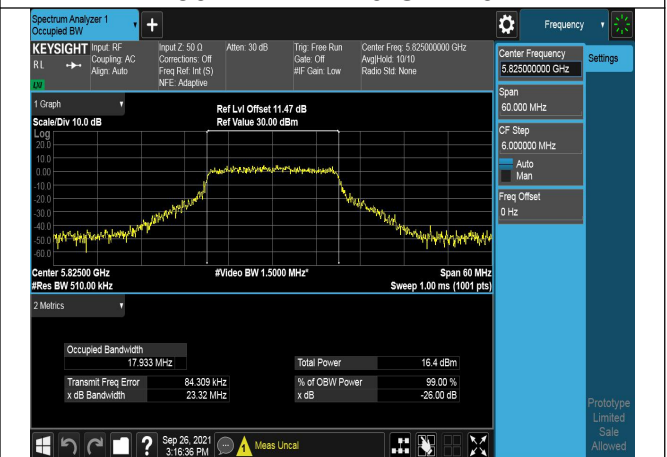 Spectrum Analyzer 1
Occupied BW
+
Frequency
KEYSIGHT
RL
Input: RF
Coupling: AC
Align: Auto
Input Z: 50 Ω
Corrections: Off
Freq Ref: Int (S)
NFE: Adaptive
Atten: 30 dB
Trig: Free Run
Gate: Off
#IF Gain: Low
Center Freq: 5.825000000 GHz
Avg|Hold: 10/10
Radio Std: None
Center Frequency
5.825000000 GHz
Settings
Span
60.000 MHz
CF Step
6.000000 MHz
Auto
Man
Freq Offset
0 Hz
1 Graph
Scale/Div 10.0 dB
Ref Lvl Offset 11.47 dB
Ref Value 30.00 dBm
Log
20.0
10.0
0.00
-10.0
-20.0
-30.0
-40.0
-50.0
-60.0
Center 5.82500 GHz
#Video BW 1.5000 MHz*
Span 60 MHz
#Res BW 510.00 kHz
Sweep 1.00 ms (1001 pts)
2 Metrics
Occupied Bandwidth
17.933 MHz
Total Power 16.4 dBm
Transmit Freq Error 84.309 kHz
% of OBW Power 99.00 %
x dB Bandwidth 23.32 MHz
x dB -26.00 dB
Prototype
Limited
Sale
Allowed
?
Sep 26, 2021
3:16:36 PM
Meas Uncal